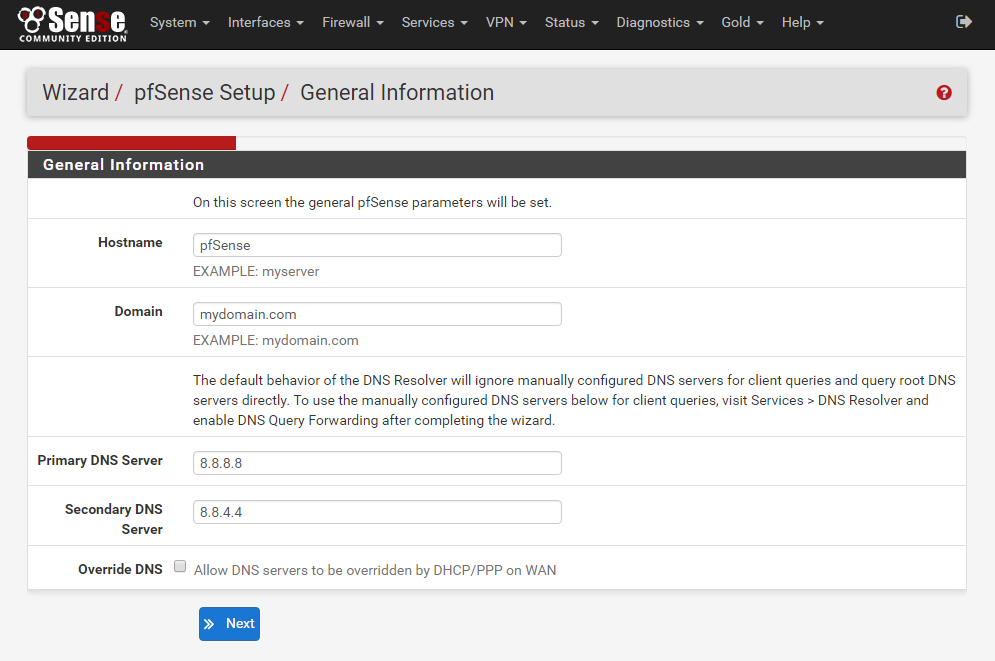 Sense
COMMUNITY EDITION
System Interfaces Firewall Services VPN Status Diagnostics Gold Help
Wizard / pfSense Setup / General Information
General Information
On this screen the general pfSense parameters will be set.
Hostname
pfSense
EXAMPLE: myserver
Domain
mydomain.com
EXAMPLE: mydomain.com
The default behavior of the DNS Resolver will ignore manually configured DNS servers for client queries and query root DNS
servers directly. To use the manually configured DNS servers below for client queries, visit Services > DNS Resolver and
enable DNS Query Forwarding after completing the wizard.
Primary DNS Server
8.8.8.8
Secondary DNS
Server
8.8.4.4
Override DNS
Allow DNS servers to be overridden by DHCP/PPP on WAN
Next